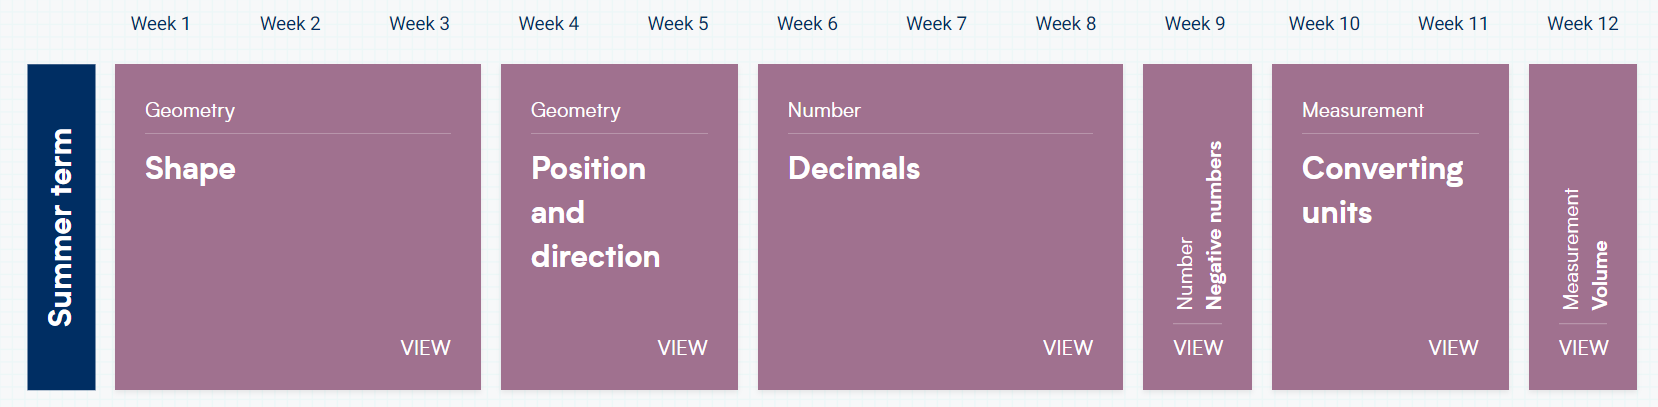 Week 1 Week 2 Week 3 Week 4 Week 5 Week 6 Week 7 Week 8 Week 9 Week 10 Week 11 Week 12
Summer term
Geometry
Shape
VIEW
Geometry
Position
and
direction
VIEW
Number
Decimals
VIEW
Number
Negative numbers
VIEW
Measurement
Converting
units
VIEW
Measurement
Volume
VIEW